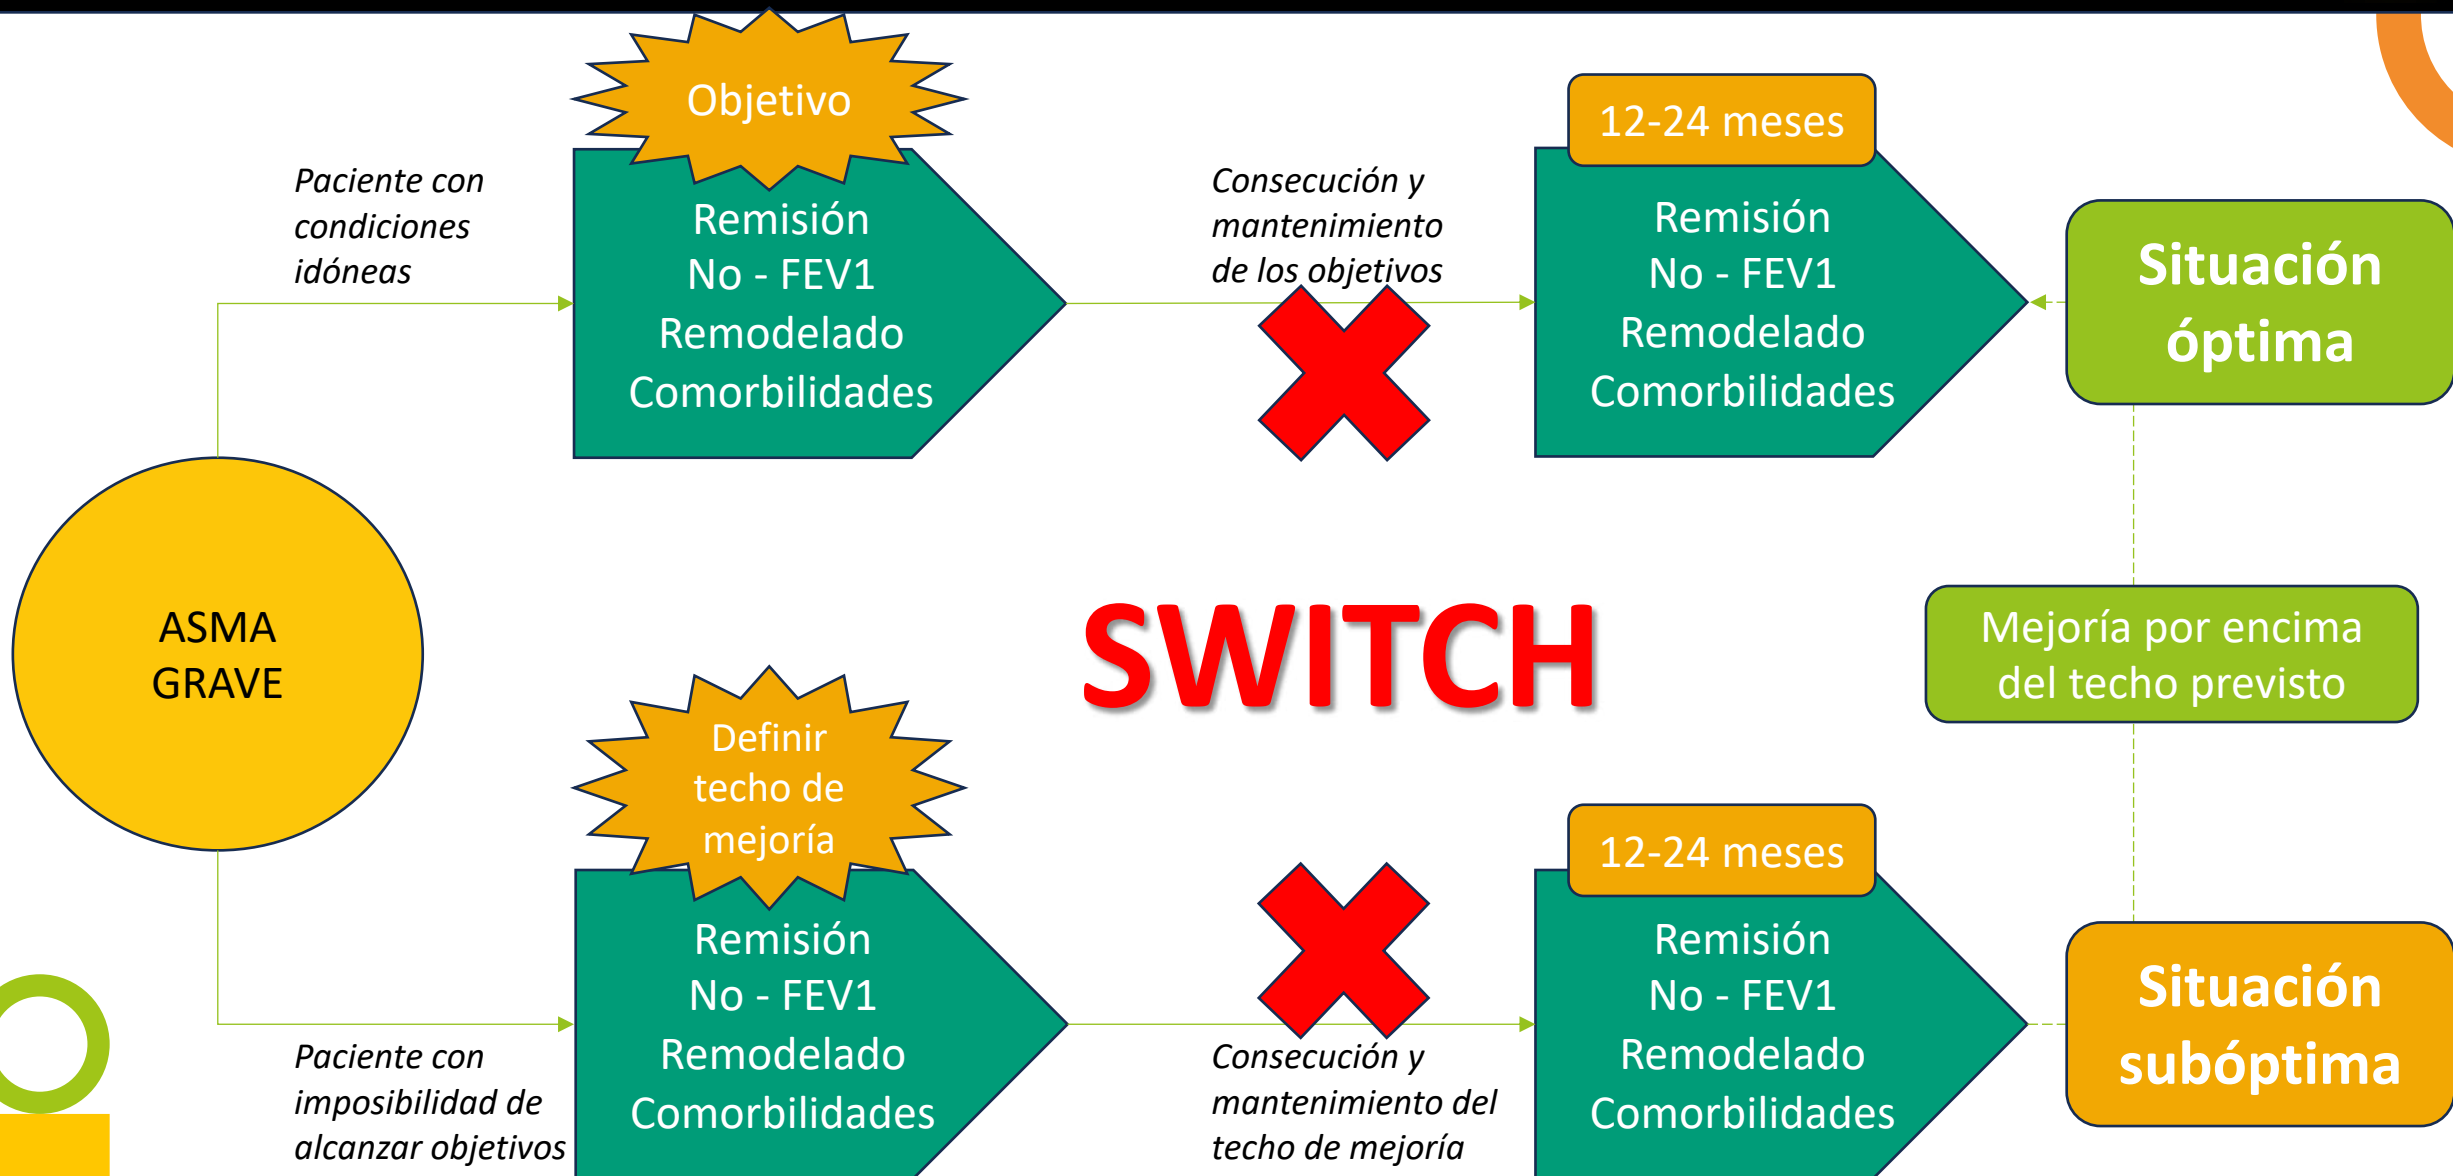 Objetivo
12-24 meses
Paciente con
condiciones
idóneas
Remisión
No - FEV1
Remodelado
Comorbilidades
Consecución y
mantenimiento
de los objetivos
Remisión
No - FEV1
Remodelado
Comorbilidades
Situación
óptima
ASMA
GRAVE
SWITCH
Mejoría por encima
del techo previsto
Definir
techo de
mejoría
12-24 meses
Paciente con
imposibilidad de
alcanzar objetivos
Remisión
No - FEV1
Remodelado
Comorbilidades
Consecución y
mantenimiento del
techo de mejoría
Remisión
No - FEV1
Remodelado
Comorbilidades
Situación
subóptima